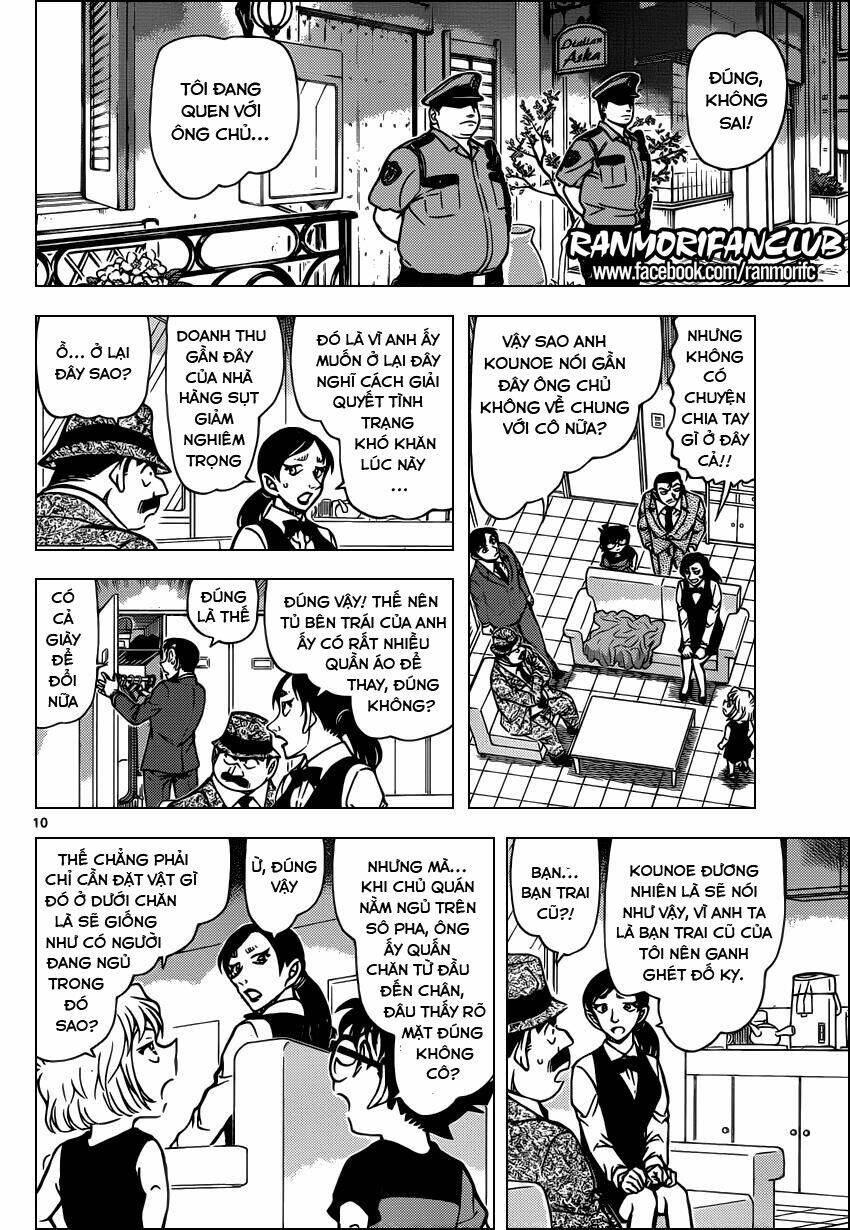 ĐÚNG,
KHÔNG
SAI!
TÔI ĐANG
QUEN VỚI
ÔNG CHỦ...
Italian
Aska
RANMORIFANCLUB
www.facebook.com/ranmorifc
NHƯNG
KHÔNG
CÓ
CHUYỆN
CHIA TAY
GÌ Ở ĐÂY
CẢ!!
VẬY SAO ANH
KOUNOE NÓI GẦN
ĐÂY ÔNG CHỦ
KHÔNG VỀ CHUNG
VỚI CÔ NỮA?
ĐÓ LÀ VÌ ANH ẤY
MUỐN Ở LẠI ĐÂY
NGHĨ CÁCH GIẢI
QUYẾT TÌNH
TRẠNG
KHÓ KHĂN
LÚC NÀY
...
DOANH THU
GẦN ĐÂY
CỦA NHÀ
HÀNG SỤT
GIẢM
NGHIÊM
TRỌNG
Ồ... Ở LẠI
ĐÂY SAO?
ĐÚNG VẬY! THẾ NÊN
TỦ BÊN TRÁI CỦA ANH
ẤY CÓ RẤT NHIỀU
QUẦN ÁO ĐỂ
THAY, ĐÚNG
KHÔNG?
ĐÚNG
LÀ THẾ
CÓ
CẢ
GIÀY
ĐỂ
ĐỔI
NỮA
10
KOUNOE ĐƯƠNG
NHIÊN LÀ SẼ NÓI
NHƯ VẬY, VÌ ANH TA
LÀ BẠN TRAI CŨ CỦA
TÔI NÊN GANH
GHÉT ĐỐ KỴ.
BẠN...
BẠN TRAI
CŨ?!
NHƯNG MÀ...
KHI CHỦ QUÁN
NẰM NGỦ TRÊN
SÔ PHA, ÔNG
ẤY QUẤN
CHĂN TỪ ĐẦU
ĐẾN CHÂN,
ĐÂU THẤY RÕ
MẶT ĐÚNG
KHÔNG
CÔ?
Ừ, ĐÚNG
VẬY
THẾ CHẲNG PHẢI
CHỈ CẦN ĐẶT VẬT GÌ
ĐÓ Ở DƯỚI CHĂN
LÀ SẼ GIỐNG
NHƯ CÓ NGƯỜI
ĐANG NGỦ
TRONG
ĐÓ
SAO?